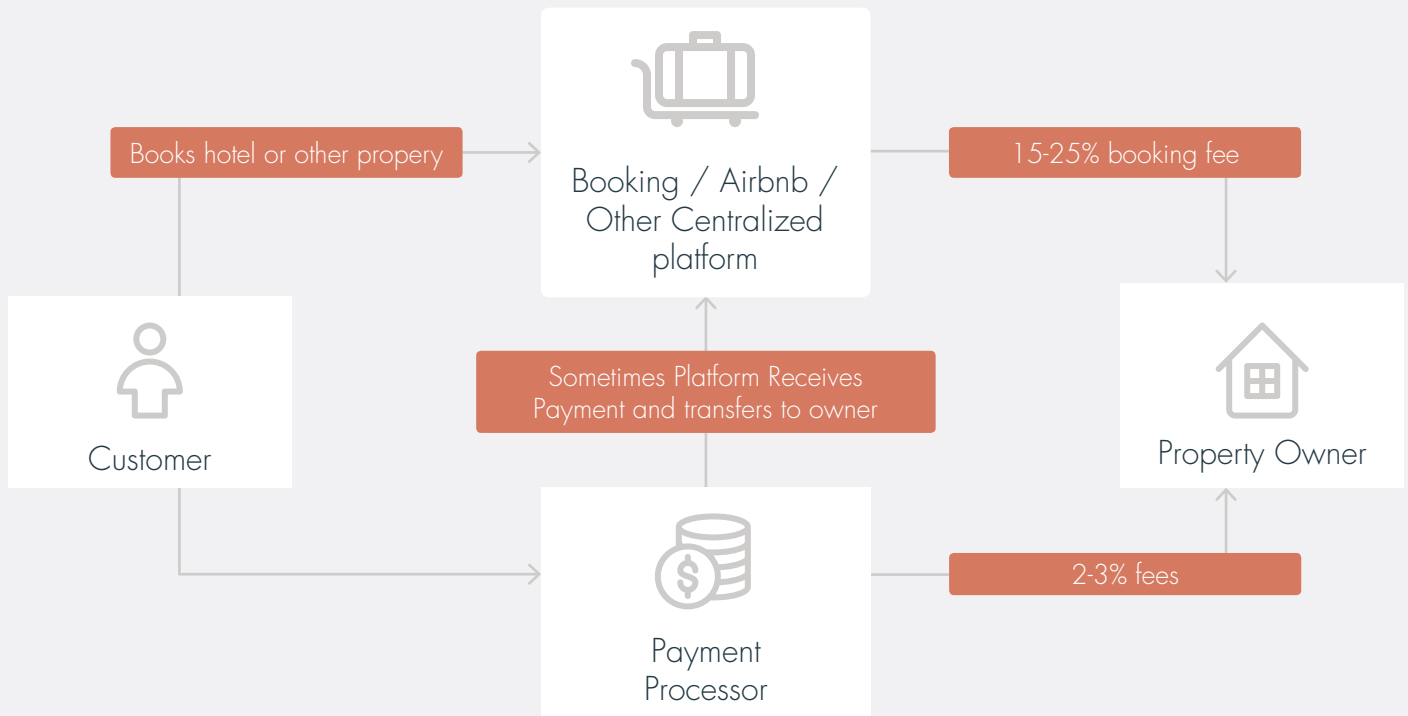 Books hotel or other propery
Booking / Airbnb /
Other Centralized
platform
15-25% booking fee
Customer
Sometimes Platform Receives
Payment and transfers to owner
Property Owner
$
Payment
Processor
2-3% fees